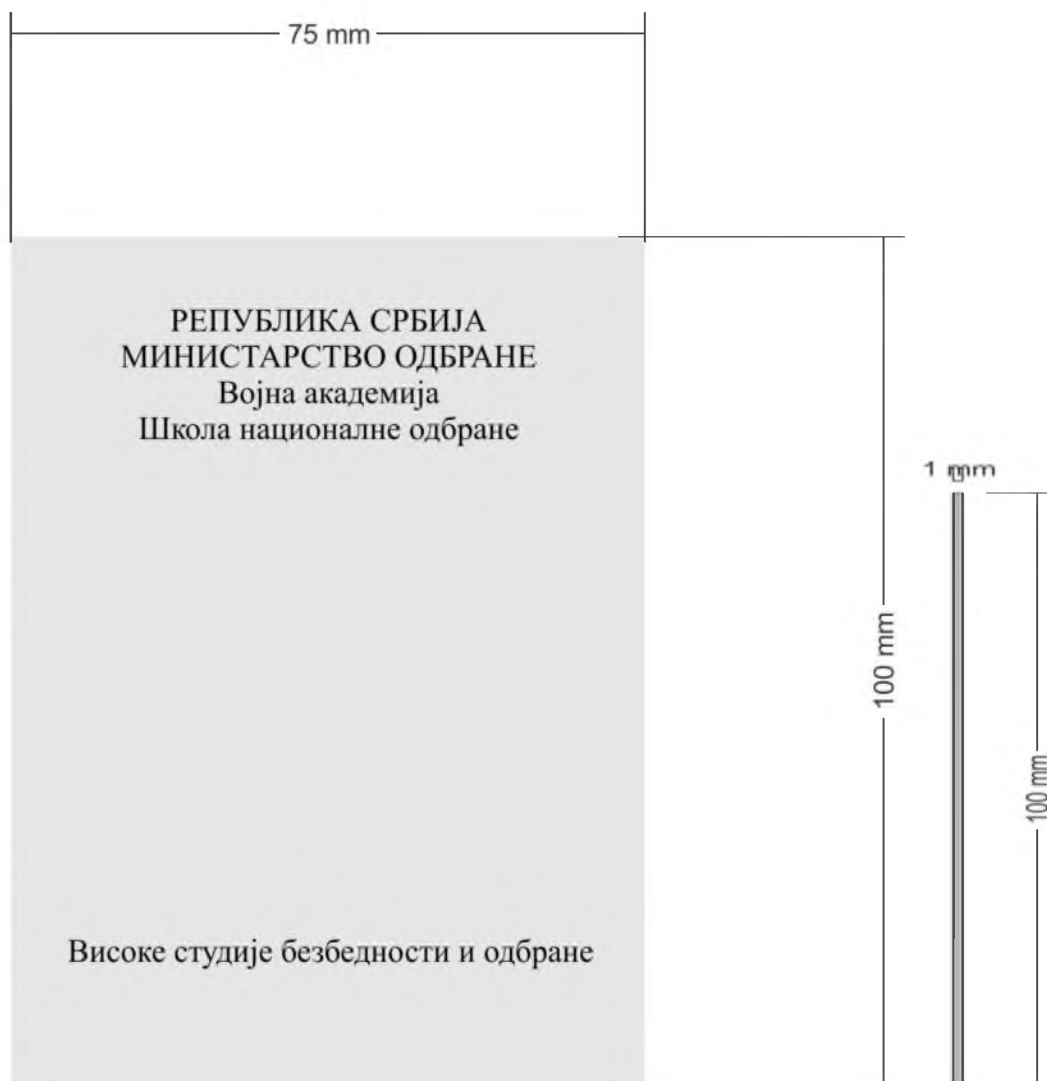 75 mm
РЕПУБЛИКА СРБИЈА
МИНИСТАРСТВО ОДБРАНЕ
Војна академија
Школа националне одбране
1 mm
100 mm
100 mm
Високе студије безбедности и одбране